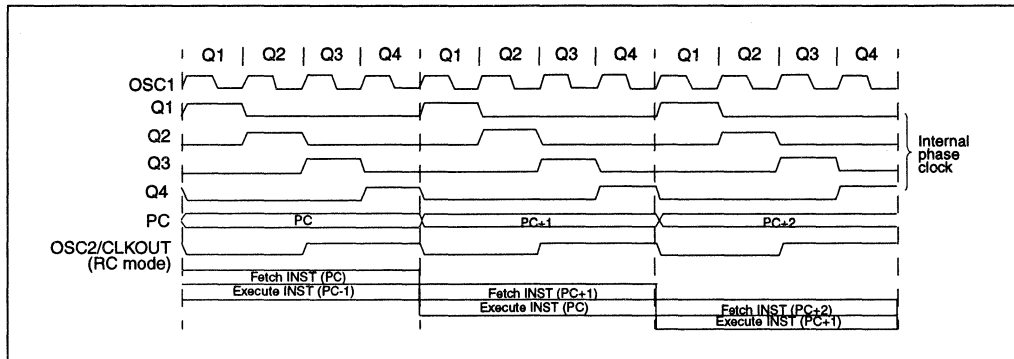 Q1 | Q2 | Q3 | Q4 | Q1 | Q2 | Q3 | Q4 | Q1 | Q2 | Q3 | Q4
OSC1
Q1
Q2
Q3
Q4
Internal
phase
clock
PC
PC
PC+1
PC+2
OSC2/CLKOUT
(RC mode)
Fetch INST (PC)
Execute INST (PC-1)
Fetch INST (PC+1)
Execute INST (PC)
Fetch INST (PC+2)
Execute INST (PC+1)